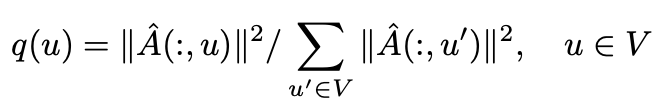 q(u) = ‖Â(:, u)‖² / ∑_{u′∈V} ‖Â(:, u′)‖², u ∈ V